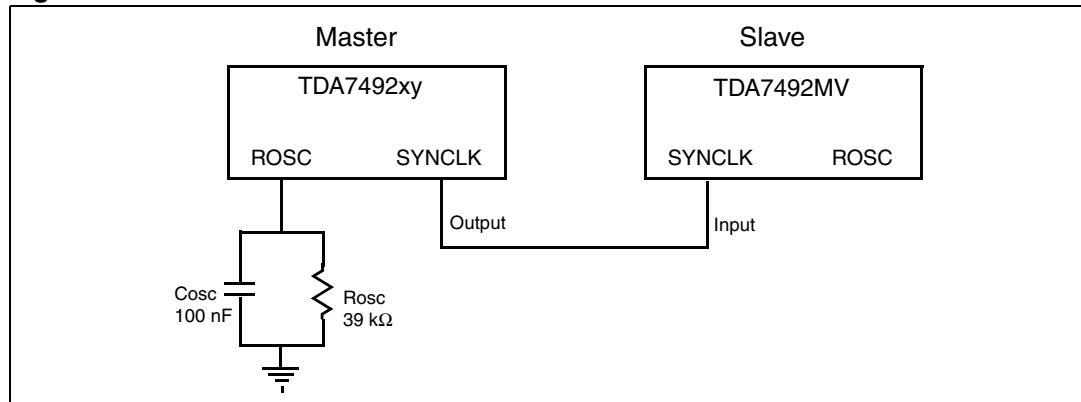 Master
Slave
TDA7492xy
TDA7492MV
ROSC
SYNCLK
SYNCLK
ROSC
Output
Input
Cosc
100 nF
Rosc
39 kΩ